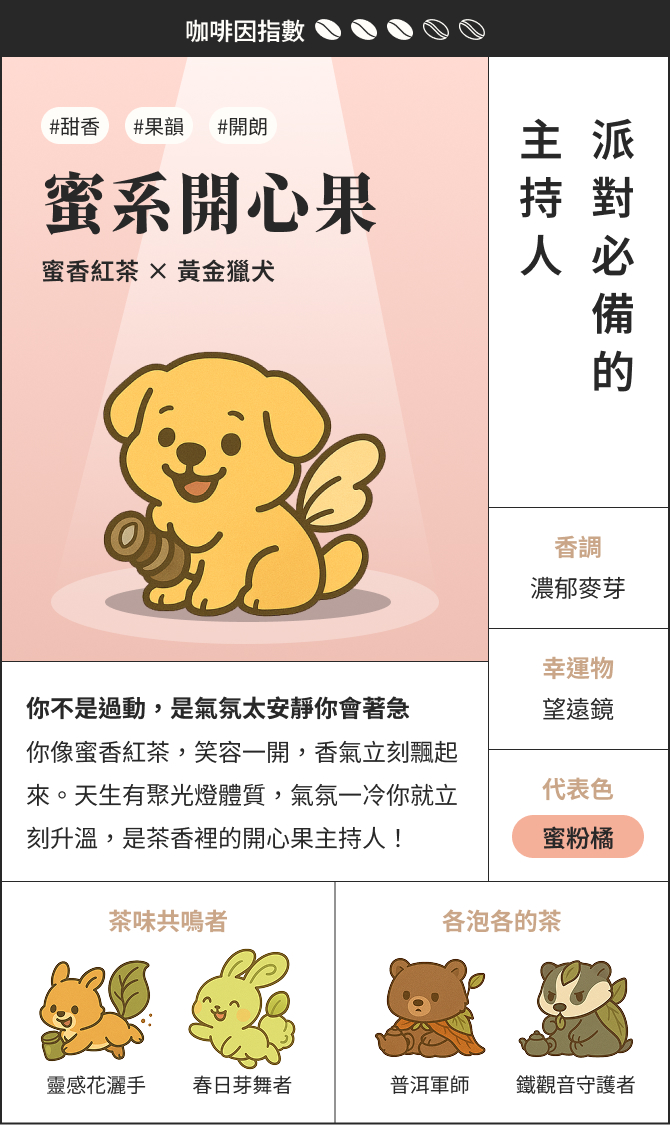 咖啡因指數
#甜香 #果韻 #開朗
蜜系開心果
蜜香紅茶 × 黃金獵犬
派對必備的
主持人
香調
濃郁麥芽
幸運物
望遠鏡
代表色
蜜粉橘
你不是過動，是氣氛太安靜你會著急
你像蜜香紅茶，笑容一開，香氣立刻飄起
來。天生有聚光燈體質，氣氛一冷你就立
刻升溫，是茶香裡的開心果主持人！
茶味共鳴者
靈感花灑手 春日芽舞者
各泡各的茶
普洱軍師 鐵觀音守護者